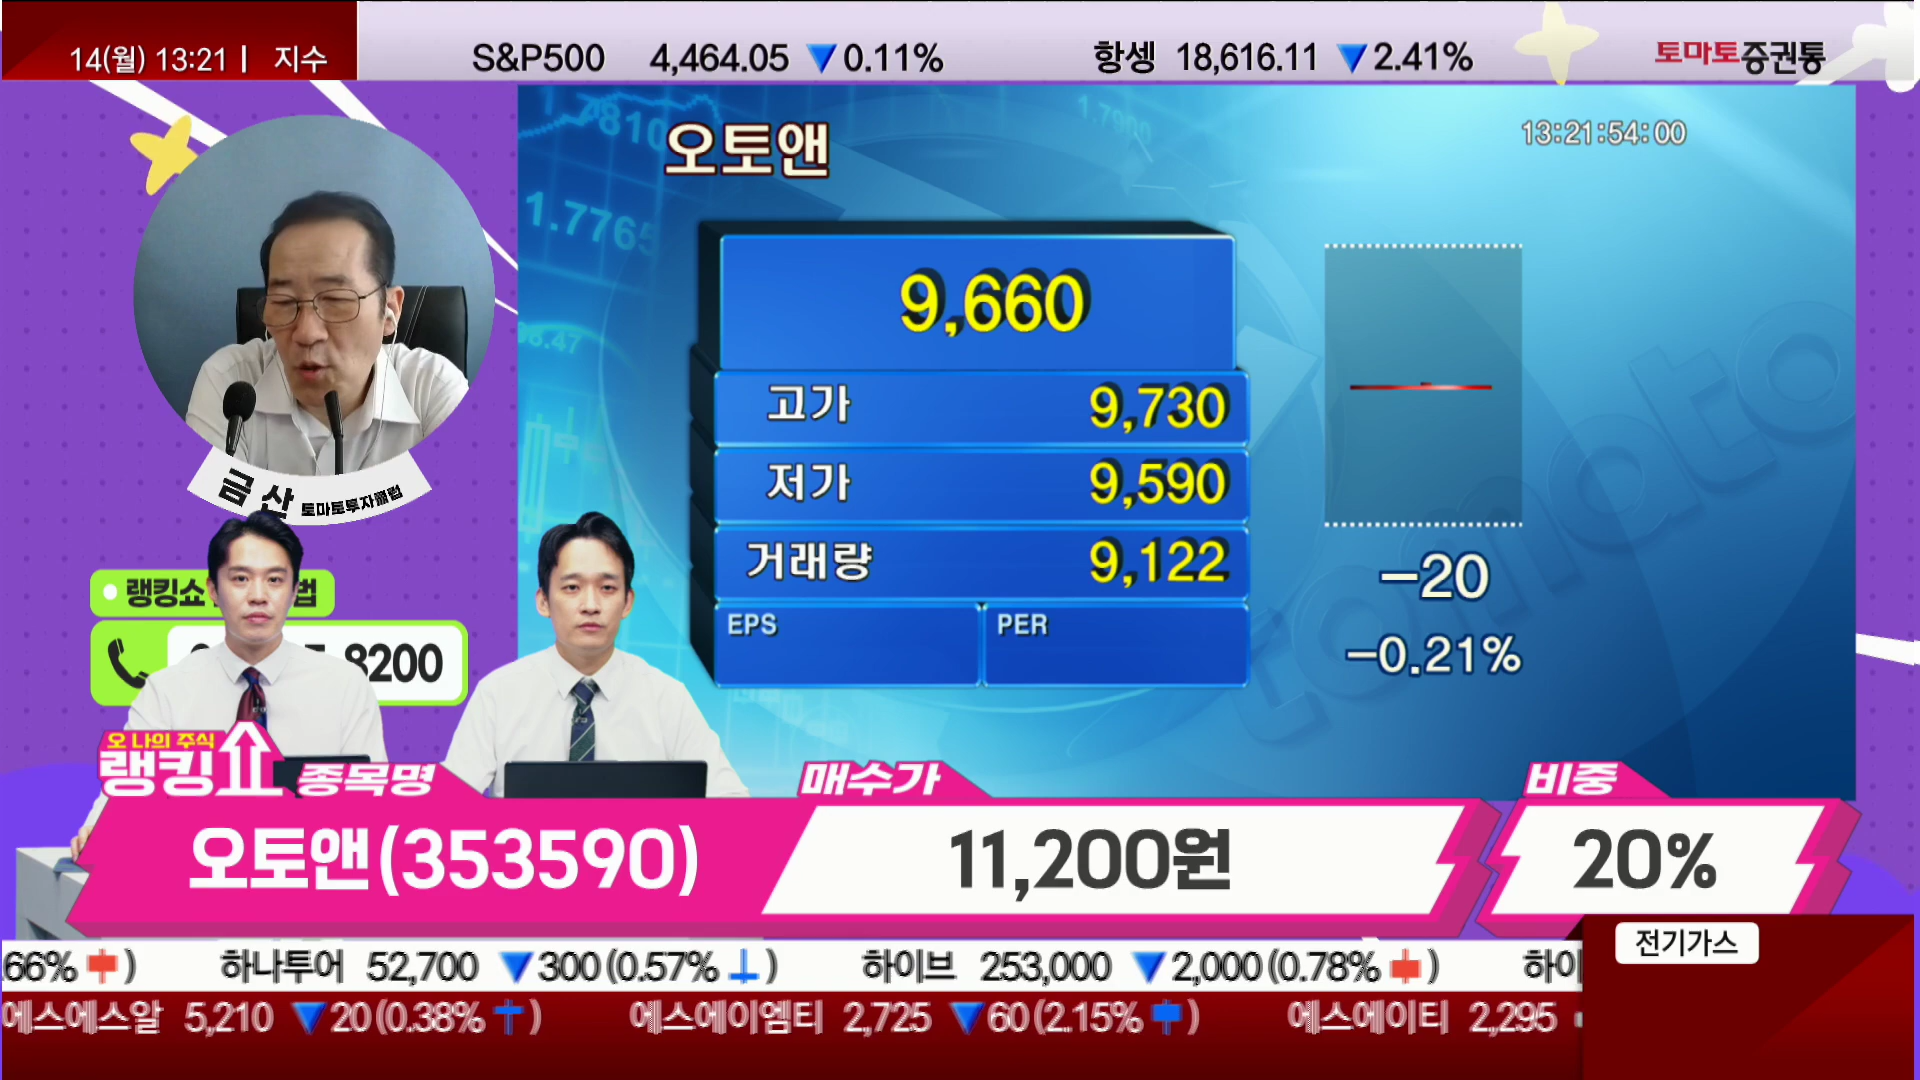 14(월) 13:21 | 지수
S&P500 4,464.05 ▼0.11% 항셍 18,616.11 ▼2.41%
토마토증권통
오토앤
13:21:54:00
9,660
고가 9,730
저가 9,590
거래량 9,122
EPS PER
-20
-0.21%
tomato
금산 토마토투자클럽
랭킹쇼
8200
오 나의 주식
랭킹쇼
종목명 매수가 비중
오토앤(353590) 11,200원 20%
전기가스
66% ) 하나투어 52,700 ▼300(0.57% ) 하이브 253,000 ▼2,000(0.78% ) 하이
에스에스알 5,210 ▼20(0.38% ) 에스에이엠티 2,725 ▼60(2.15% ) 에스에이티 2,295